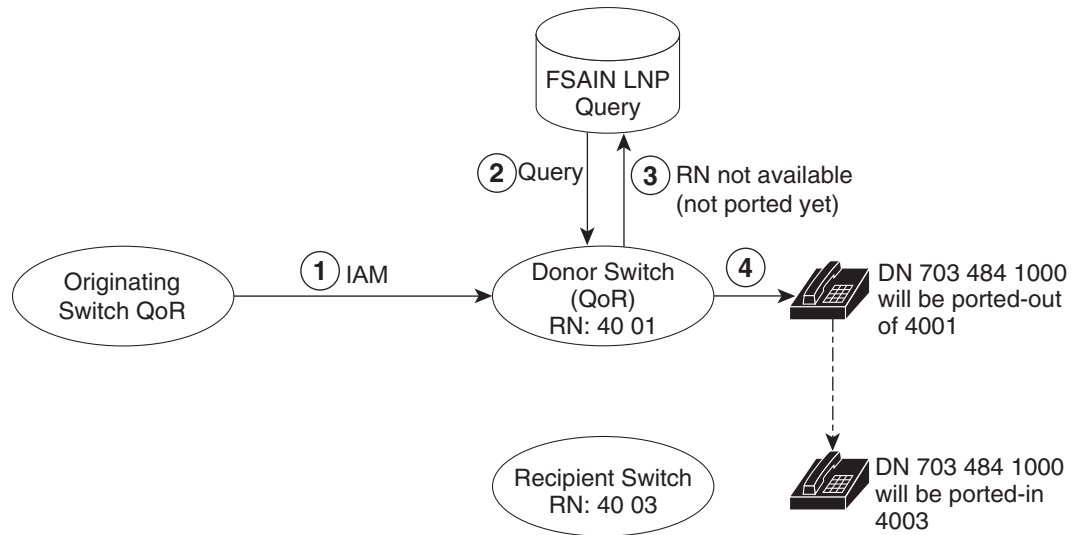 FSAIN LNP
Query
2 Query
3 RN not available
(not ported yet)
Originating
Switch QoR
1 IAM
Donor Switch
(QoR)
RN: 40 01
4
DN 703 484 1000
will be ported-out
of 4001
Recipient Switch
RN: 40 03
DN 703 484 1000
will be ported-in
4003